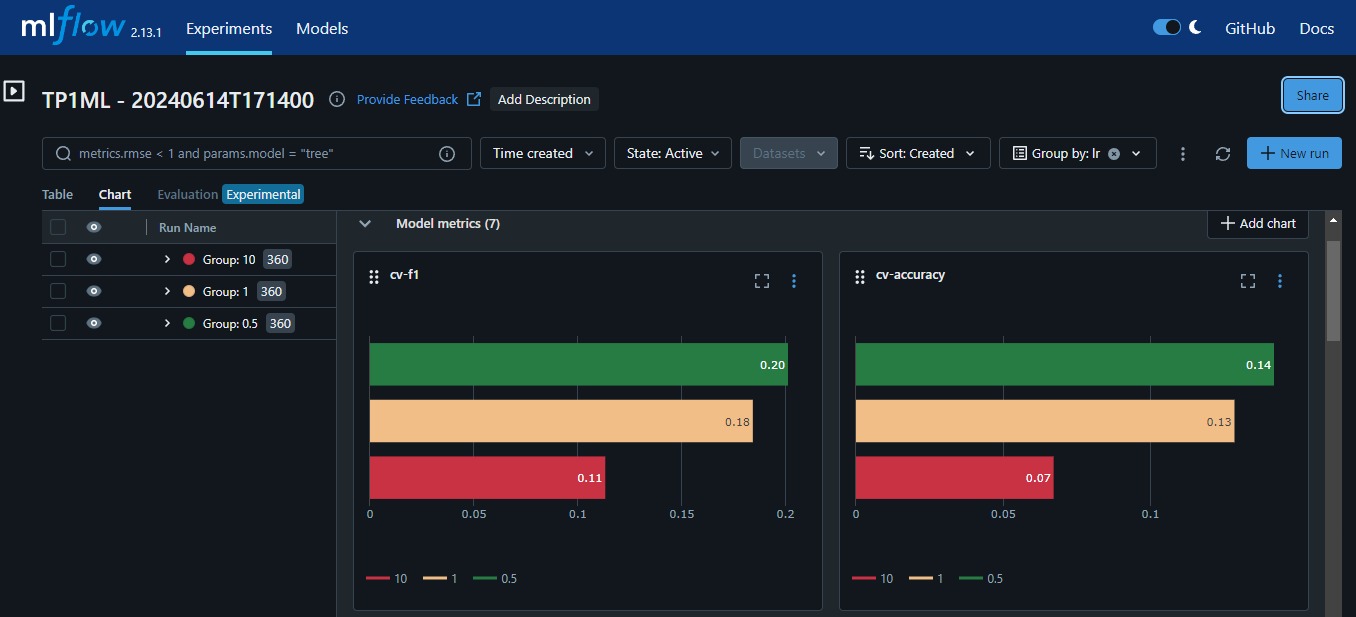 mlflow 2.13.1 Experiments Models GitHub Docs
TP1ML - 20240614T171400 Provide Feedback Add Description Share
metrics.rmse < 1 and params.model = "tree" Time created State: Active Datasets Sort: Created Group by: lr New run
Table Chart Evaluation Experimental
Run Name
Group: 10 360
Group: 1 360
Group: 0.5 360
Model metrics (7) Add chart
cv-f1
0.20
0.18
0.11
0 0.05 0.1 0.15 0.2
10 1 0.5
cv-accuracy
0.14
0.13
0.07
0 0.05 0.1
10 1 0.5